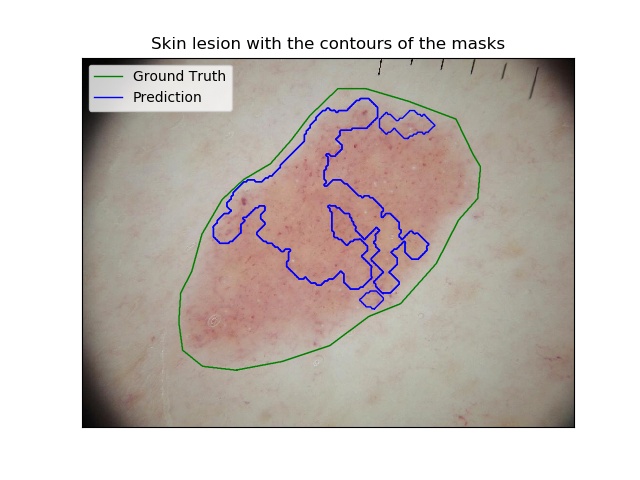 Skin lesion with the contours of the masks
Ground Truth
Prediction